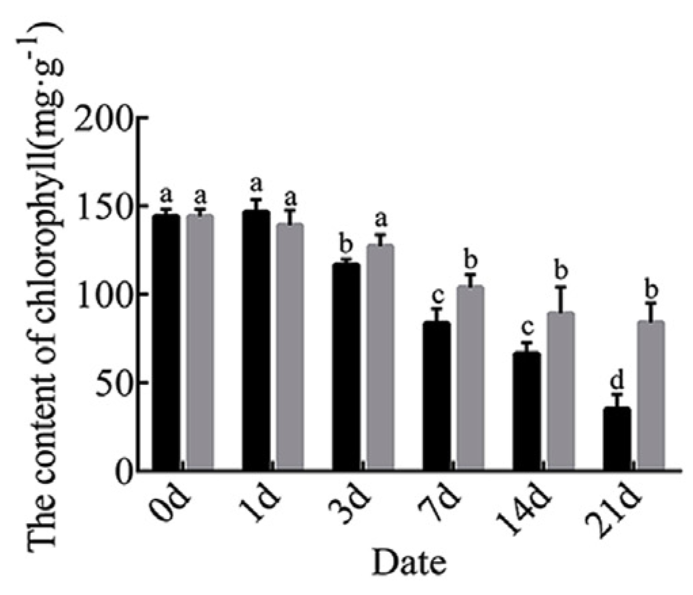 The content of chlorophyll(mg·g⁻¹)
200
150
100
50
0
a a a a b a c b c b d b
0d 1d 3d 7d 14d 21d
Date